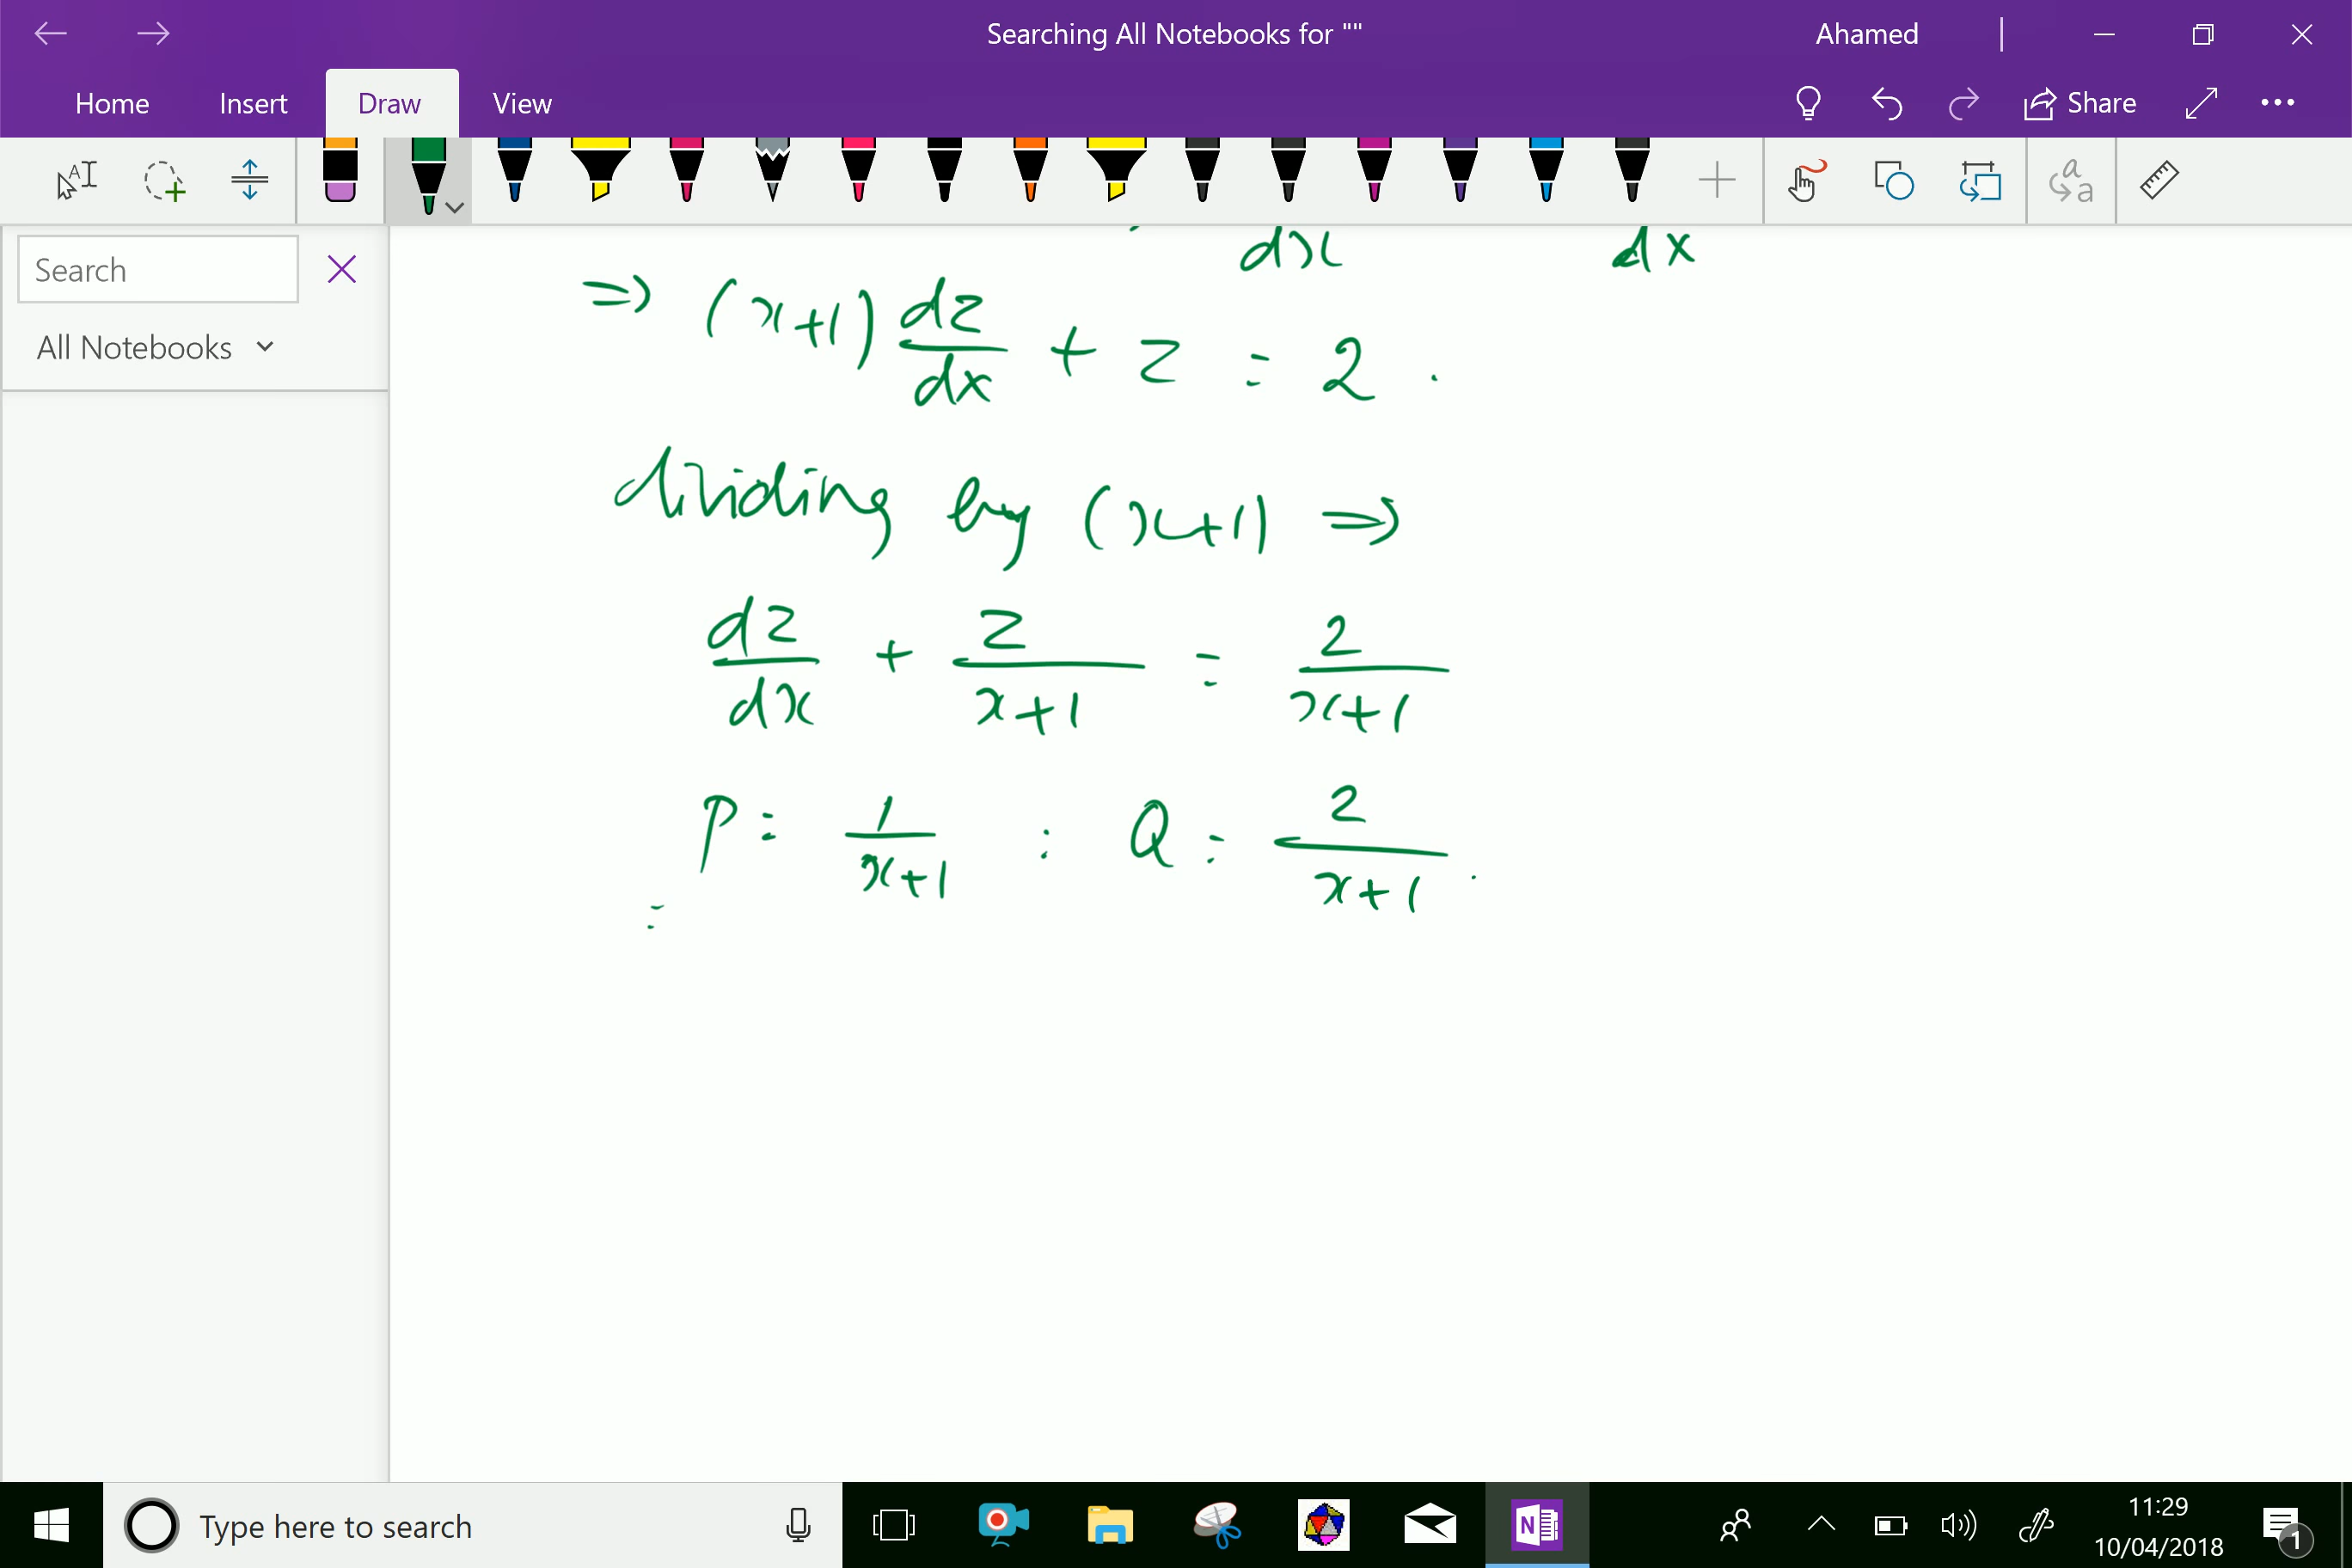 Searching All Notebooks for ""
Ahamed
Home Insert Draw View
Share
Search
All Notebooks
dx dx
⇒ (x+1) dz/dx + z = 2 .
dividing by (x+1) ⇒
dz/dx + z/x+1 = 2/x+1
P = 1/x+1 : Q = 2/x+1 .
=
Type here to search
11:29
10/04/2018
1